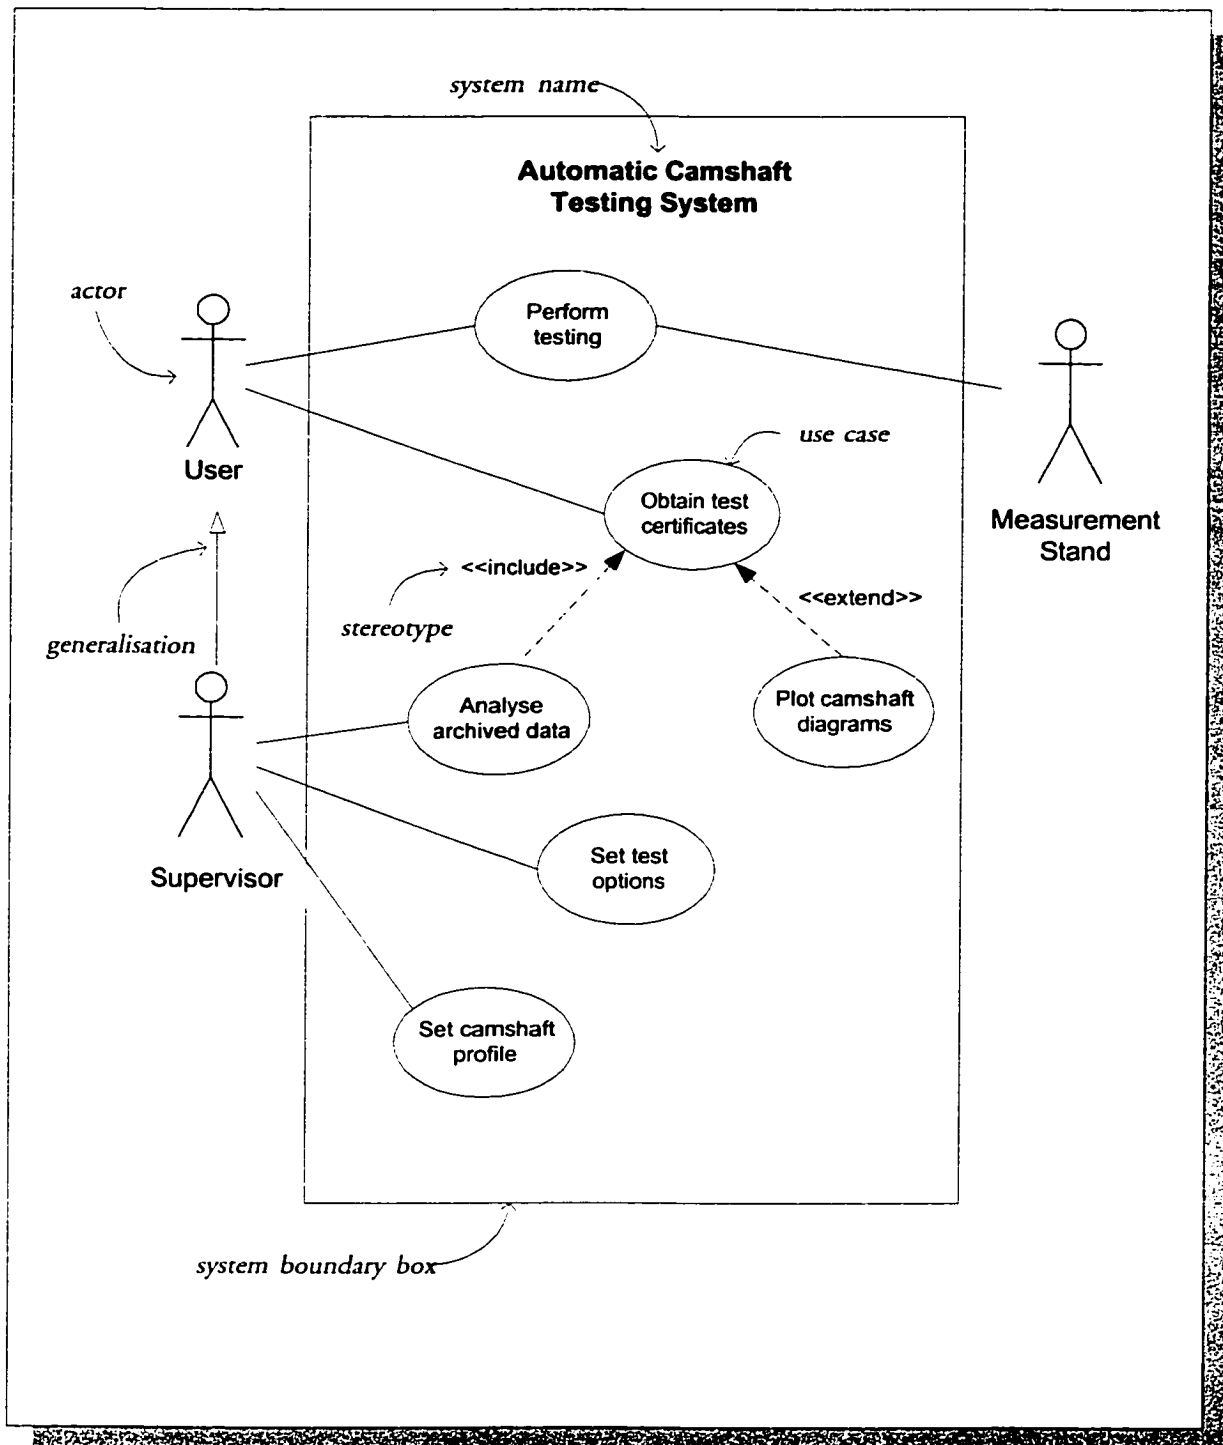 system name
Automatic Camshaft
Testing System
actor
Perform
testing
User
use case
Obtain test
certificates
Measurement
Stand
<<include>>
<<extend>>
stereotype
generalisation
Analyse
archived data
Plot camshaft
diagrams
Supervisor
Set test
options
Set camshaft
profile
system boundary box